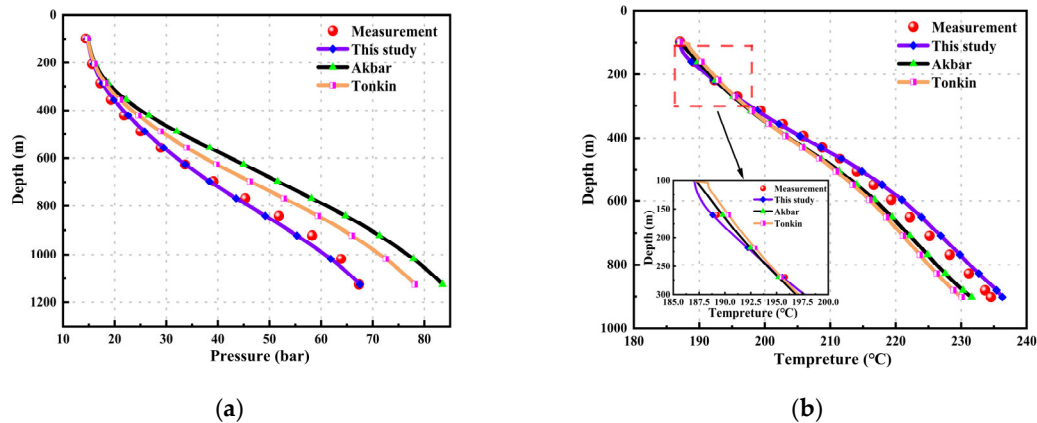 0
200
400
600
800
1000
1200
Depth (m)
10 20 30 40 50 60 70 80
Pressure (bar)
Measurement
This study
Akbar
Tonkin
(a)
0
200
400
600
800
1000
Depth (m)
180 190 200 210 220 230 240
Tempreture (°C)
Measurement
This study
Akbar
Tonkin
100
150
200
250
300
Depth (m)
185.0 187.5 190.0 192.5 195.0 197.5 200.0
Tempreture (°C)
Measurement
This study
Akbar
Tonkin
(b)